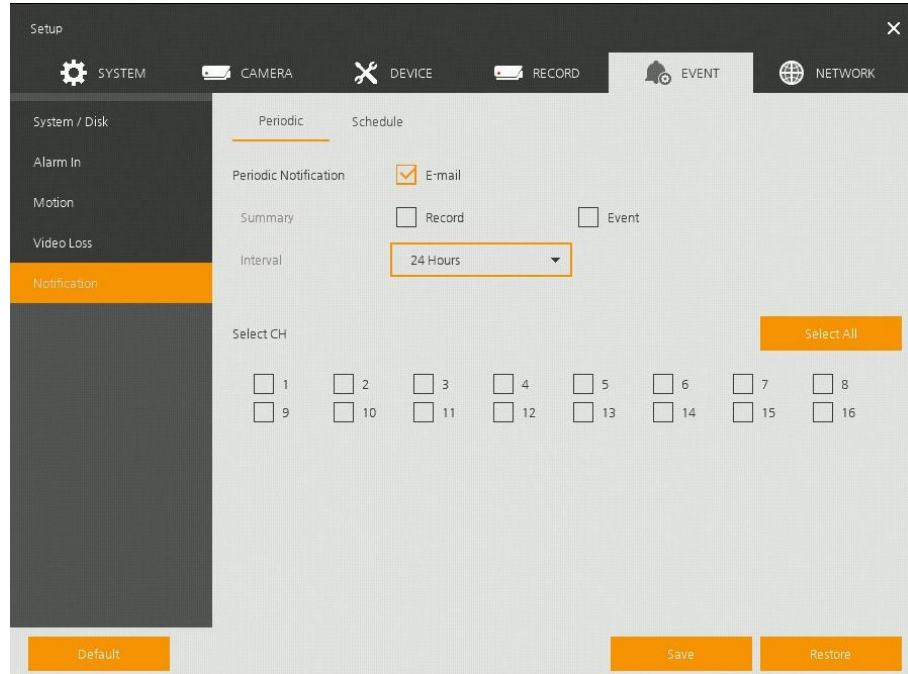 Setup
SYSTEM CAMERA DEVICE RECORD EVENT NETWORK
System / Disk
Alarm In
Motion
Video Loss
Notification
Periodic Schedule
Periodic Notification E-mail
Summary Record Event
Interval 24 Hours
Select CH Select All
1 2 3 4 5 6 7 8
9 10 11 12 13 14 15 16
Default Save Restore